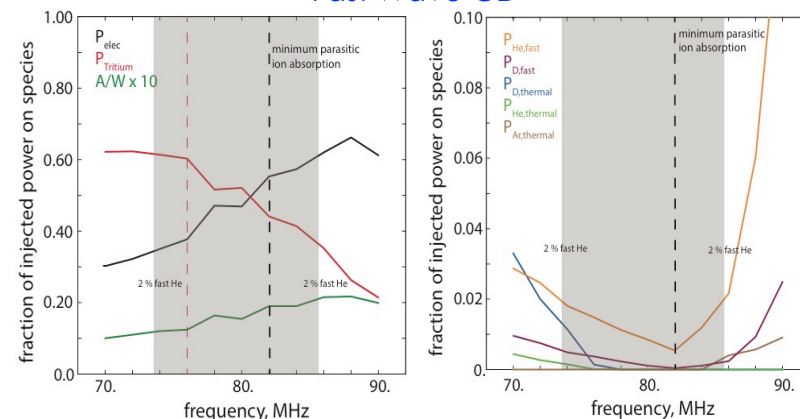 Fast Wave CD
1.00
0.80
0.60
0.40
0.20
0.0
fraction of injected power on species
P elec
P Tritium
A/W x 10
minimum parasitic
ion absorption
2 % fast He
2 % fast He
70.
80.
90.
frequency, MHz
0.10
0.08
0.06
0.04
0.02
0.
fraction of injected power on species
P He,fast
P D,fast
P D,thermal
P He,thermal
P Ar,thermal
minimum parasitic
ion absorption
2 % fast He
2 % fast He
70.
80.
90.
frequency, MHz